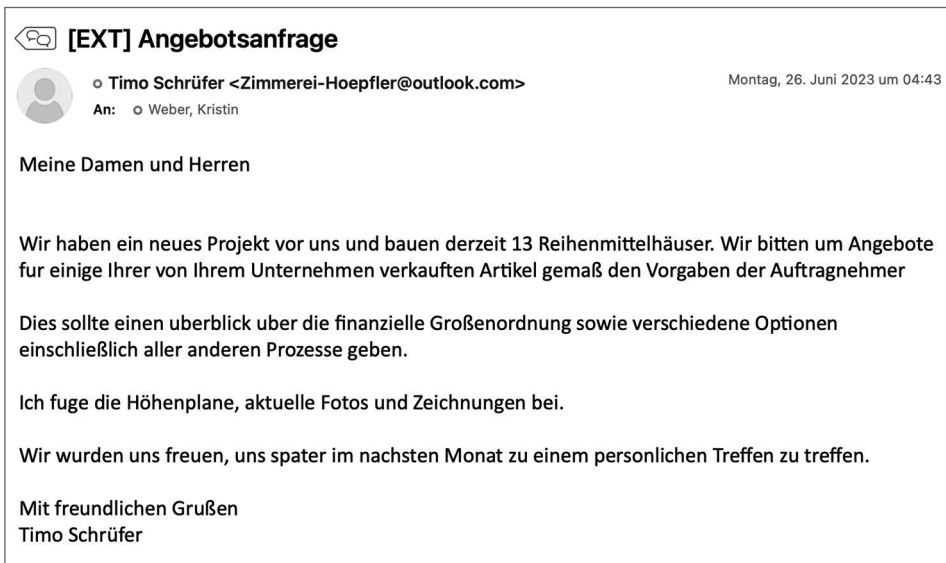 [EXT] Angebotsanfrage
Timo Schrüfer <Zimmerei-Hoepfler@outlook.com>
Montag, 26. Juni 2023 um 04:43
An: Weber, Kristin
Meine Damen und Herren
Wir haben ein neues Projekt vor uns und bauen derzeit 13 Reihenmittelhäuser. Wir bitten um Angebote
fur einige Ihrer von Ihrem Unternehmen verkauften Artikel gemaß den Vorgaben der Auftragnehmer
Dies sollte einen uberblick uber die finanzielle Großenordnung sowie verschiedene Optionen
einschließlich aller anderen Prozesse geben.
Ich fuge die Höhenplane, aktuelle Fotos und Zeichnungen bei.
Wir wurden uns freuen, uns spater im nachsten Monat zu einem personlichen Treffen zu treffen.
Mit freundlichen Grußen
Timo Schrüfer